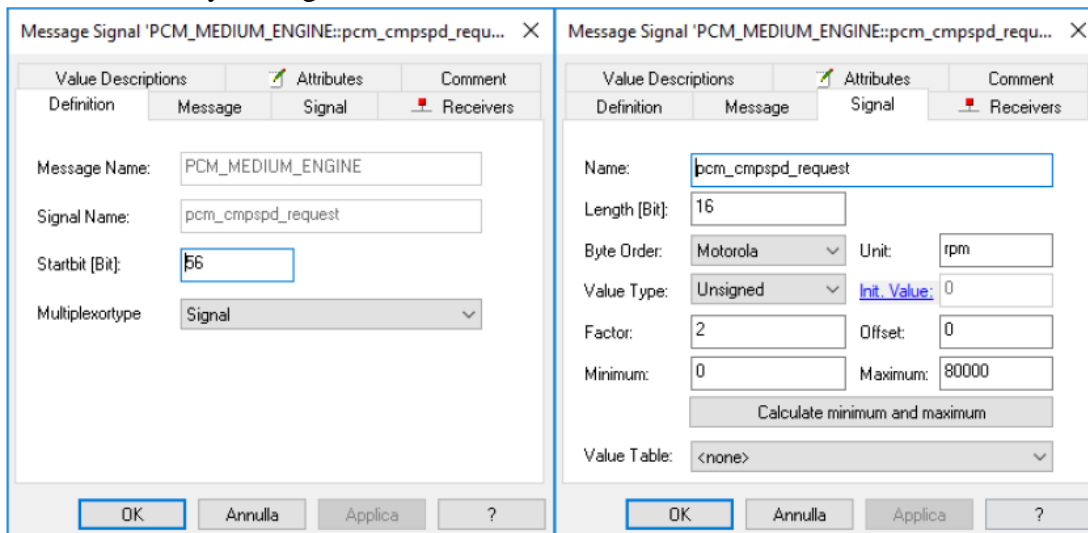 Message Signal 'PCM_MEDIUM_ENGINE::pcm_cmpspd_requ...
Value Descriptions Attributes Comment
Definition Message Signal Receivers
Message Name: PCM_MEDIUM_ENGINE
Signal Name: pcm_cmpspd_request
Startbit [Bit]: 56
Multiplexortype Signal
OK Annulla Applica ?
Message Signal 'PCM_MEDIUM_ENGINE::pcm_cmpspd_requ...
Value Descriptions Attributes Comment
Definition Message Signal Receivers
Name: pcm_cmpspd_request
Length [Bit]: 16
Byte Order: Motorola Unit: rpm
Value Type: Unsigned Init. Value: 0
Factor: 2 Offset: 0
Minimum: 0 Maximum: 80000
Calculate minimum and maximum
Value Table: <none>
OK Annulla Applica ?